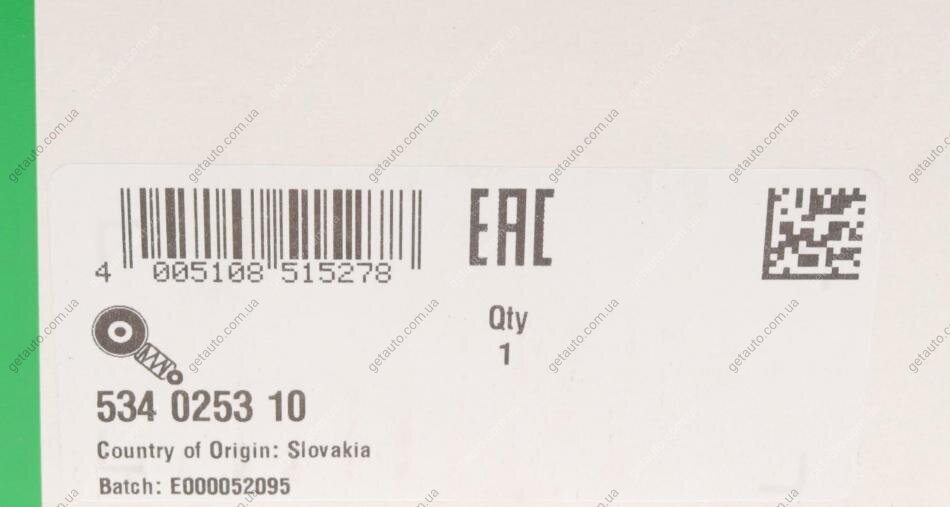 EAC
4 005108 515278
Qty
1
534 0253 10
Country of Origin: Slovakia
Batch: E000052095
getauto.com.ua